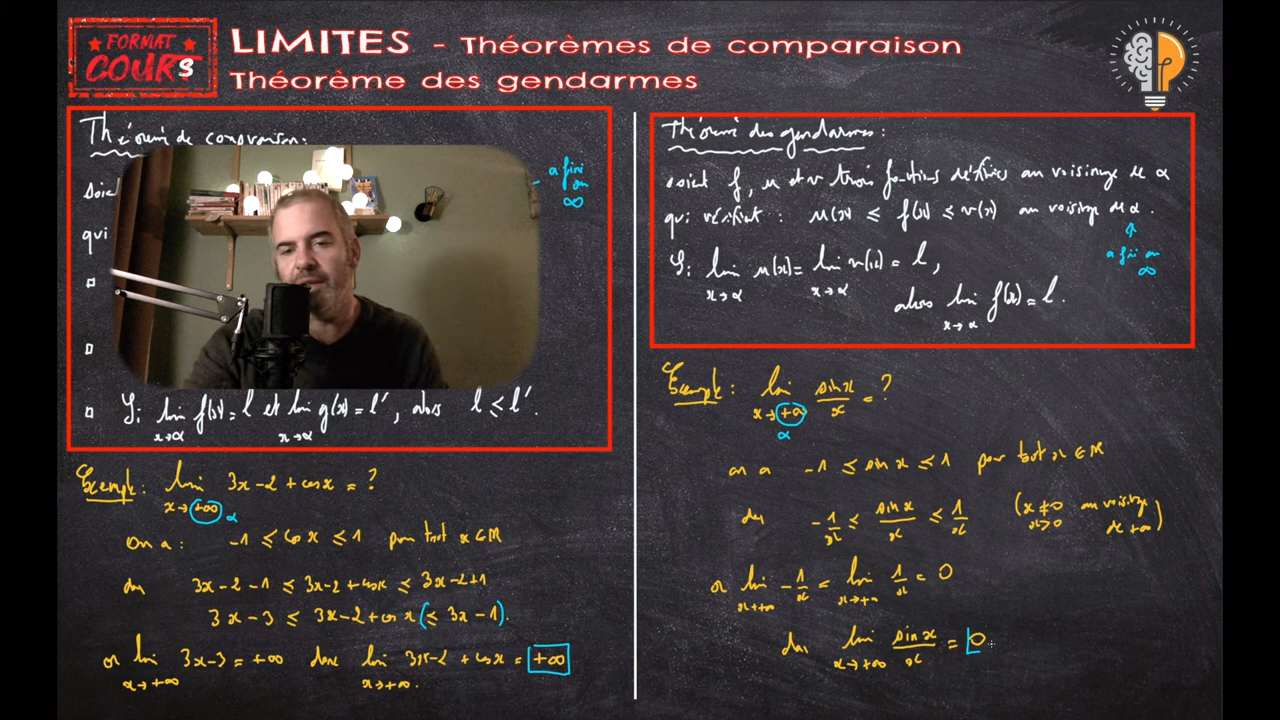 FORMAT
COURS
LIMITES - Théorèmes de comparaison
Théorème des gendarmes
Théorème de comparaison:
soie
a fini
ou
∞
qui
Si lim f(x) = l et lim g(x) = l', alors l ≤ l'.
x→α x→α
Exemple: lim 3x-2 + cos x = ?
x→+∞ α
On a: -1 ≤ cos x ≤ 1 pour tout x ∈ ℝ
donc 3x-2-1 ≤ 3x-2+cos x ≤ 3x-2+1
3x-3 ≤ 3x-2+cos x (≤ 3x-1).
or lim 3x-3 = +∞ donc lim 3x-2 + cos x = +∞
x→+∞ x→+∞.
Théorème des gendarmes:
soient f, u et v trois fonctions définies au voisinage de α
qui vérifient: u(x) ≤ f(x) ≤ v(x) au voisinage de α.
a fini ou
∞
Si lim u(x) = lim v(x) = l,
x→α x→α
alors lim f(x) = l.
x→α
Exemple: lim sin x / x = ?
x→+∞
α
on a -1 ≤ sin x ≤ 1 pour tout x ∈ ℝ
donc -1/x ≤ sin x / x ≤ 1/x (x≠0 au voisinage
x>0 de +∞)
or lim -1/x = lim 1/x = 0
x→+∞ x→+∞
donc lim sin x / x = 0
x→+∞